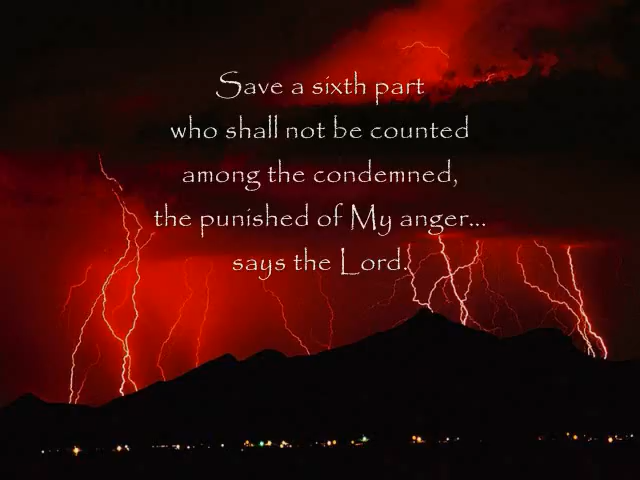 Save a sixth part
who shall not be counted
among the condemned,
the punished of My anger...
says the Lord.